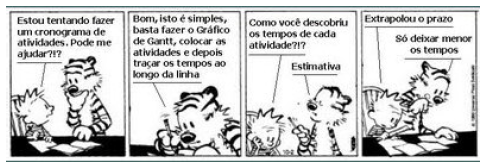 Estou tentando fazer
um cronograma de
atividades. Pode me
ajudar?!?
Bom, isto é simples,
basta fazer o Gráfico
de Gantt, colocar as
atividades e depois
traçar os tempos ao
longo da linha
Como você descobriu
os tempos de cada
atividade?!?
Estimativa
Extrapolou o prazo
Só deixar menor
os tempos